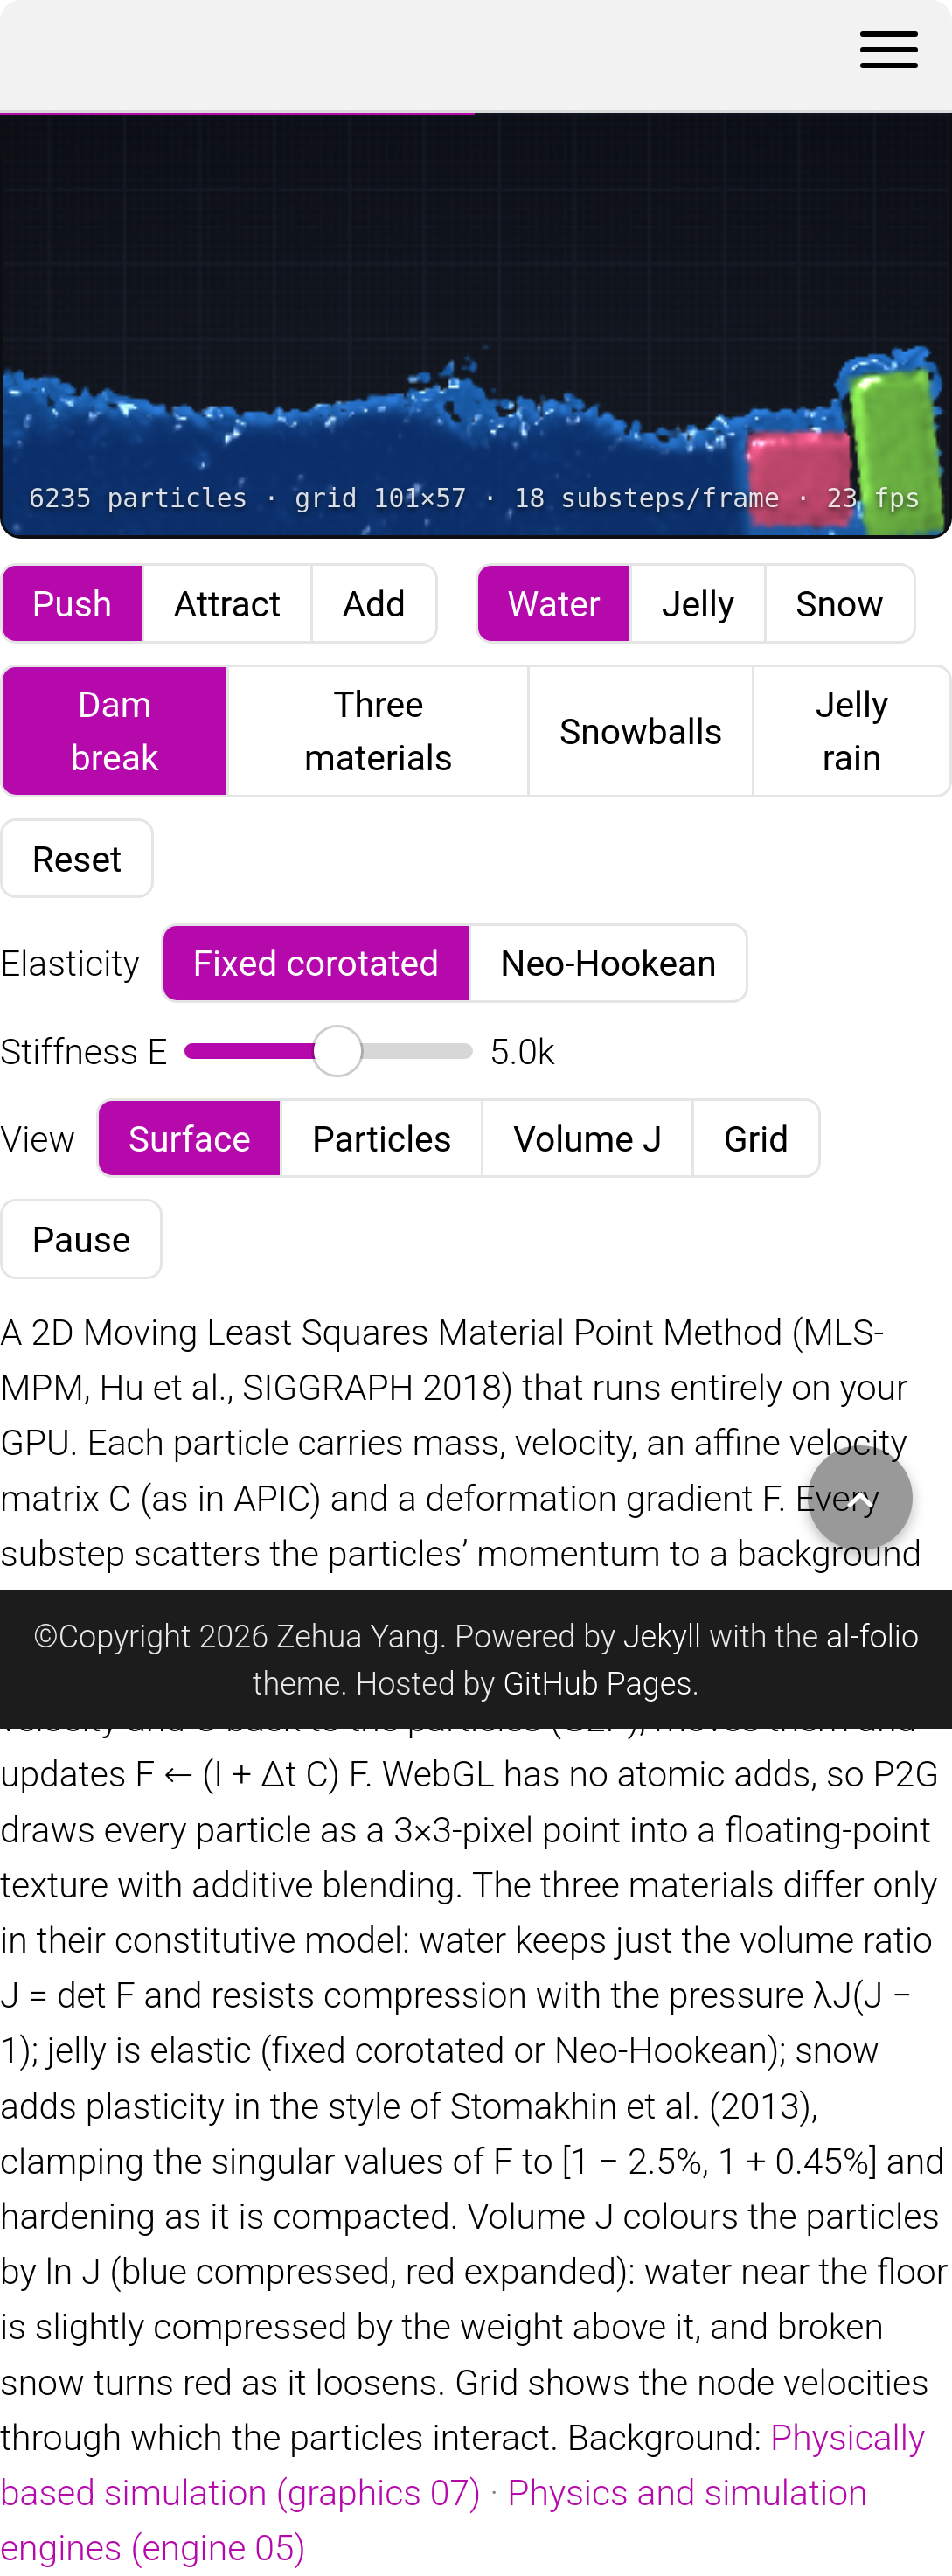 6235 particles · grid 101×57 · 18 substeps/frame · 23 fps
Push Attract Add Water Jelly Snow
Dam break Three materials Snowballs Jelly rain
Reset
Elasticity Fixed corotated Neo-Hookean
Stiffness E 5.0k
View Surface Particles Volume J Grid
Pause
A 2D Moving Least Squares Material Point Method (MLS-
MPM, Hu et al., SIGGRAPH 2018) that runs entirely on your
GPU. Each particle carries mass, velocity, an affine velocity
matrix C (as in APIC) and a deformation gradient F. Every
substep scatters the particles’ momentum to a background
©Copyright 2026 Zehua Yang. Powered by Jekyll with the al-folio
theme. Hosted by GitHub Pages.
updates F ← (I + Δt C) F. WebGL has no atomic adds, so P2G
draws every particle as a 3×3-pixel point into a floating-point
texture with additive blending. The three materials differ only
in their constitutive model: water keeps just the volume ratio
J = det F and resists compression with the pressure λJ(J −
1); jelly is elastic (fixed corotated or Neo-Hookean); snow
adds plasticity in the style of Stomakhin et al. (2013),
clamping the singular values of F to [1 − 2.5%, 1 + 0.45%] and
hardening as it is compacted. Volume J colours the particles
by ln J (blue compressed, red expanded): water near the floor
is slightly compressed by the weight above it, and broken
snow turns red as it loosens. Grid shows the node velocities
through which the particles interact. Background: Physically
based simulation (graphics 07) · Physics and simulation
engines (engine 05)